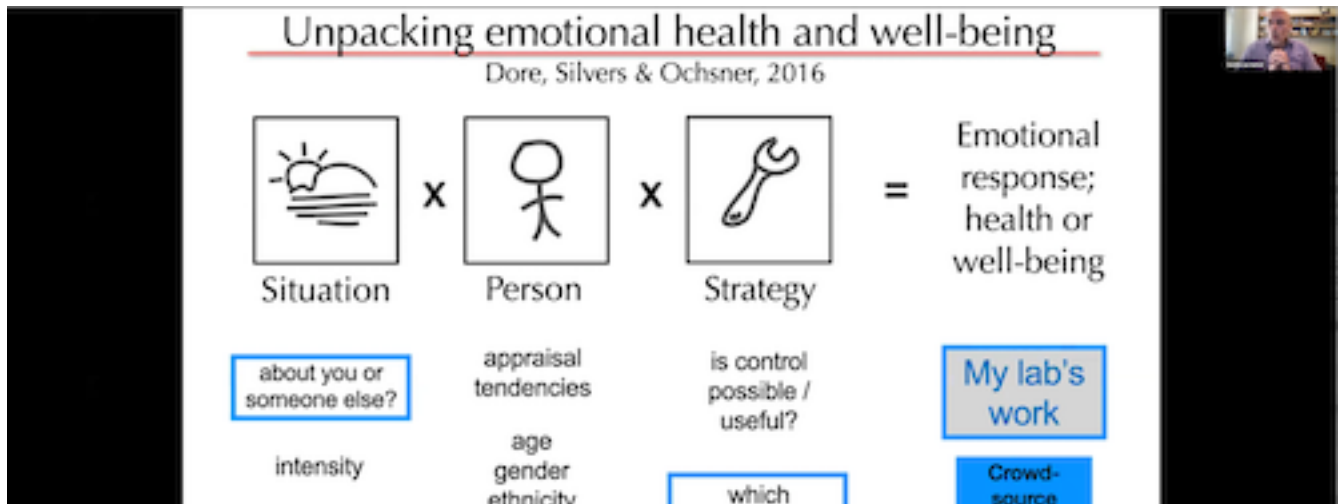 Unpacking emotional health and well-being
Dore, Silvers & Ochsner, 2016
x
x
=
Emotional
response;
health or
well-being
Situation
Person
Strategy
about you or
someone else?
intensity
appraisal
tendencies
age
gender
ethnicity
is control
possible /
useful?
which
My lab's
work
Crowd-
source